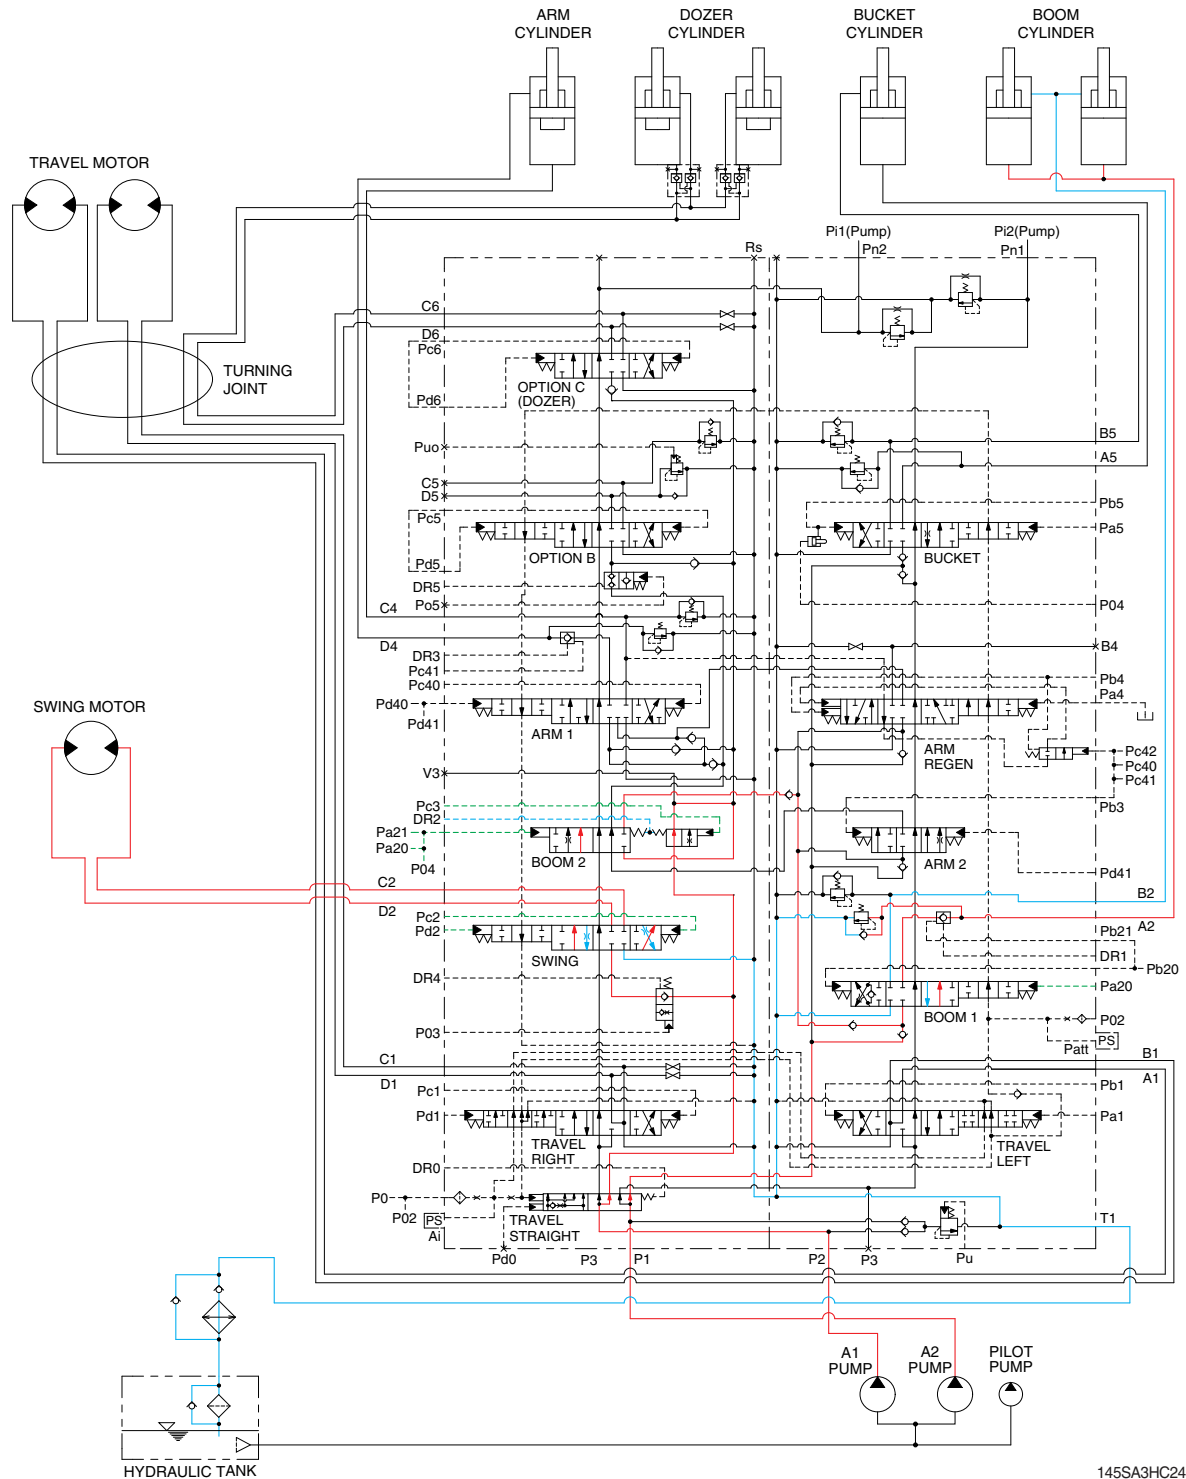 ARM
CYLINDER
DOZER
CYLINDER
BUCKET
CYLINDER
BOOM
CYLINDER
TRAVEL MOTOR
Rs
Pi1(Pump)
Pn2
Pi2(Pump)
Pn1
C6
D6
Pc6
Pd6
OPTION C
(DOZER)
TURNING
JOINT
Puo
C5
D5
Pc5
Pd5
OPTION B
DR5
Po5
C4
D4
DR3
Pc41
Pc40
Pd40
Pd41
ARM 1
B5
A5
Pb5
Pa5
BUCKET
P04
B4
Pb4
Pa4
ARM
REGEN
Pc42
Pc40
Pc41
Pb3
SWING MOTOR
V3
Pc3
DR2
Pa21
Pa20
P04
BOOM 2
ARM 2
Pd41
C2
D2
Pc2
Pd2
SWING
B2
A2
Pb21
DR1
Pb20
Pa20
BOOM 1
DR4
P03
P02
PS
Patt
C1
D1
Pc1
Pd1
TRAVEL
RIGHT
B1
A1
Pb1
Pa1
TRAVEL
LEFT
DR0
P0
P02
PS
Ai
TRAVEL
STRAIGHT
Pd0
P3
P1
P2
P3
Pu
T1
A1
PUMP
A2
PUMP
PILOT
PUMP
HYDRAULIC TANK
145SA3HC24